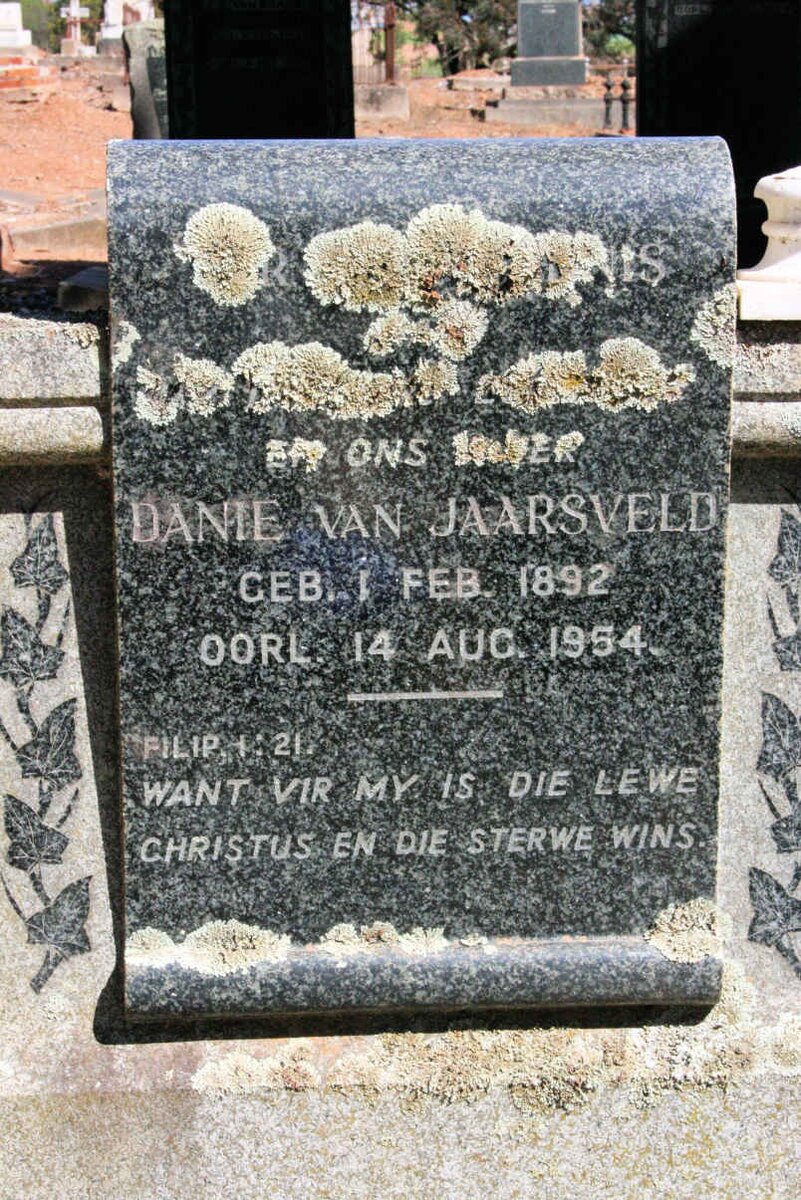 EN ONS VADER
DANIE VAN JAARSVELD
GEB. 1 FEB. 1892
OORL. 14 AUG. 1954.
FILIP. 1: 21.
WANT VIR MY IS DIE LEWE
CHRISTUS EN DIE STERWE WINS.